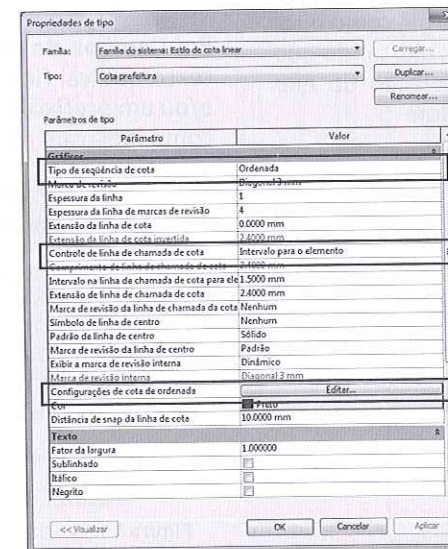 Propriedades de tipo
Família: Família do sistema: Estilo de cota linear Carregar...
Tipo: Cota prefeitura Duplicar...
Renomear...
Parâmetros de tipo
Parâmetro Valor
Gráficos
Tipo de seqüência de cota Ordenada
Marca de revisão Diagonal 3 mm
Espessura da linha 1
Espessura da linha de marcas de revisão 4
Extensão da linha de cota 0.0000 mm
Extensão da linha de cota invertida 2.4000 mm
Controle de linha de chamada de cota Intervalo para o elemento
Comprimento de linha de chamada de cota 2.4000 mm
Intervalo na linha de chamada de cota para ele 1.5000 mm
Extensão de linha de chamada de cota 2.4000 mm
Marca de revisão da linha de chamada da cota Nenhum
Símbolo de linha de centro Nenhum
Padrão de linha de centro Sólido
Marca de revisão da linha de centro Padrão
Exibir a marca de revisão interna Dinâmico
Marca de revisão interna Diagonal 3 mm
Configurações de cota de ordenada Editar...
Cor Preto
Distância de snap da linha de cota 10.0000 mm
Texto
Fator da largura 1.000000
Sublinhado
Itálico
Negrito
<< Visualizar OK Cancelar Aplicar